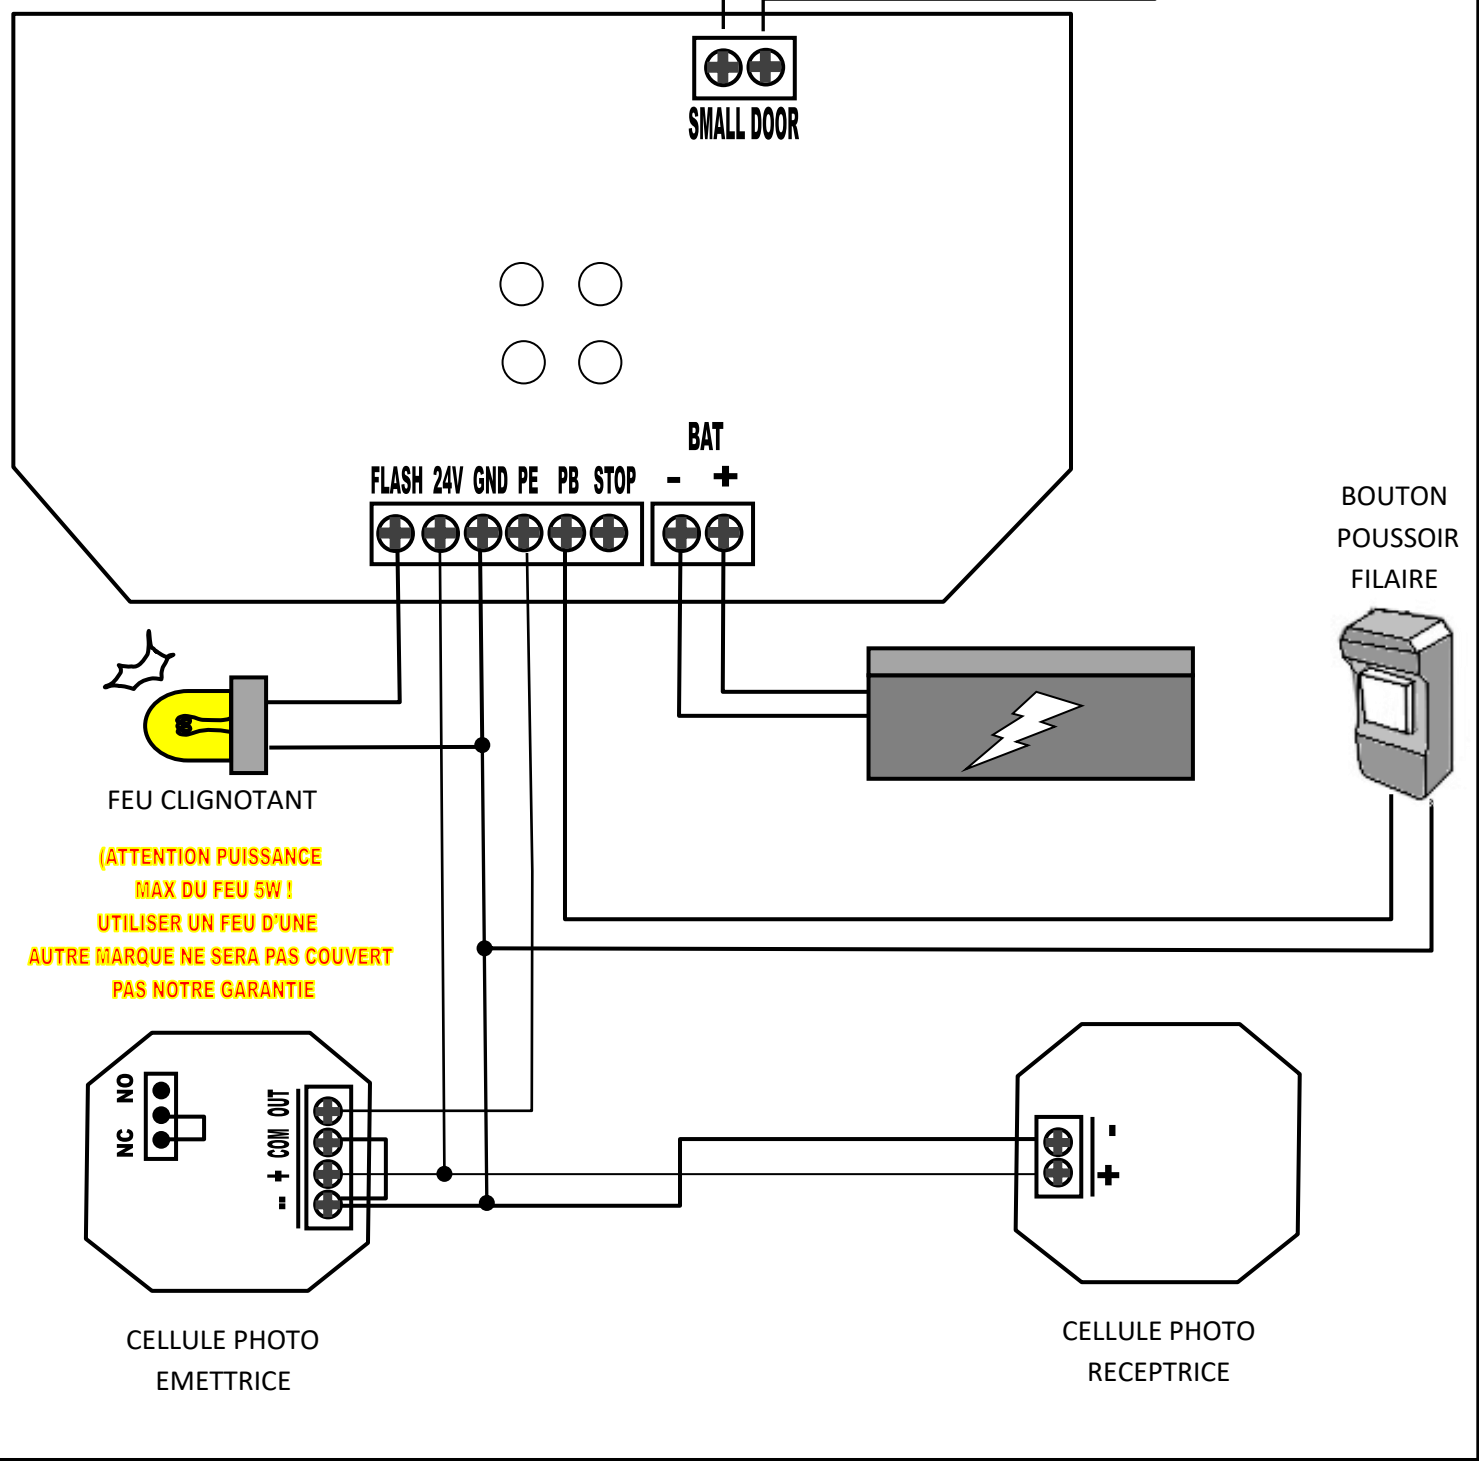 SMALL DOOR
BAT
FLASH 24V GND PE PB STOP - +
BOUTON
POUSSOIR
FILAIRE
FEU CLIGNOTANT
(ATTENTION PUISSANCE
MAX DU FEU 5W !
UTILISER UN FEU D'UNE
AUTRE MARQUE NE SERA PAS COUVERT
PAS NOTRE GARANTIE
NC NO
-- + COM OUT
-
+
CELLULE PHOTO
EMETTRICE
CELLULE PHOTO
RECEPTRICE